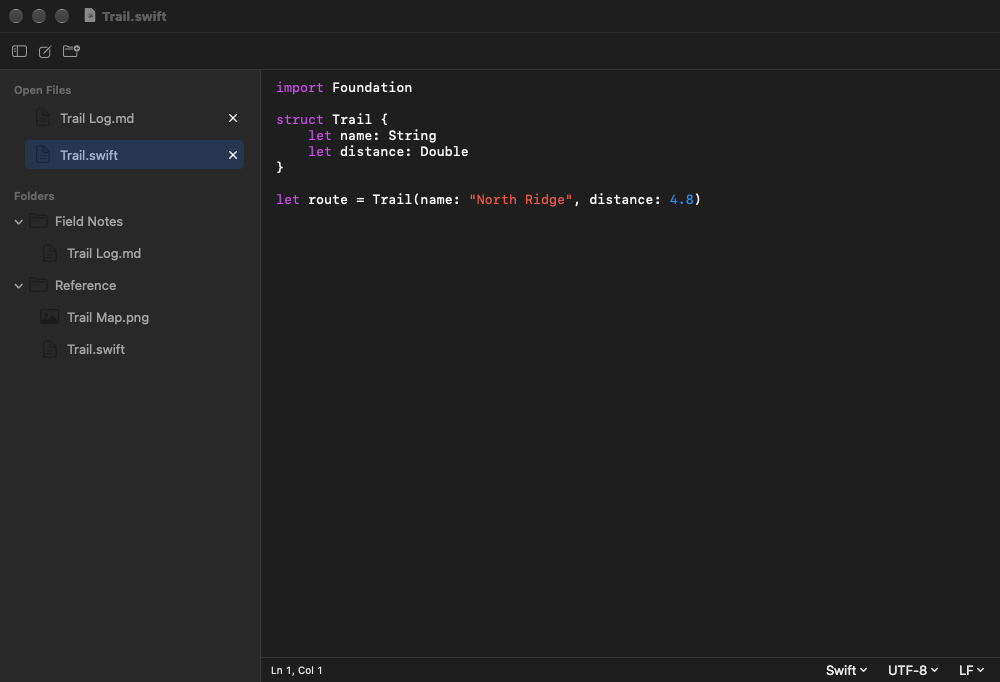 Trail.swift
Open Files
Trail Log.md
Trail.swift
Folders
Field Notes
Trail Log.md
Reference
Trail Map.png
Trail.swift
import Foundation
struct Trail {
    let name: String
    let distance: Double
}
let route = Trail(name: "North Ridge", distance: 4.8)
Ln 1, Col 1
Swift
UTF-8
LF